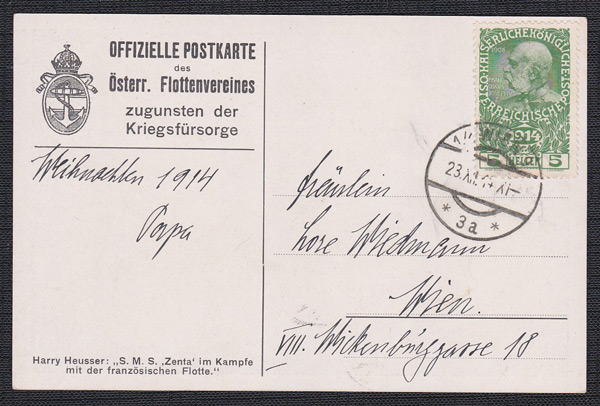 OFFIZIELLE POSTKARTE
des
Österr. Flottenvereines
zugunsten der
Kriegsfürsorge
1914
5 5
23.XII.14
* 3a *
Weihnachten 1914
Papa
Fräulein
Lore Wiedmann
Wien.
VIII. Wickenburggasse 18
Harry Heusser: „S. M. S. ‚Zenta‘ im Kampfe
mit der französischen Flotte.“